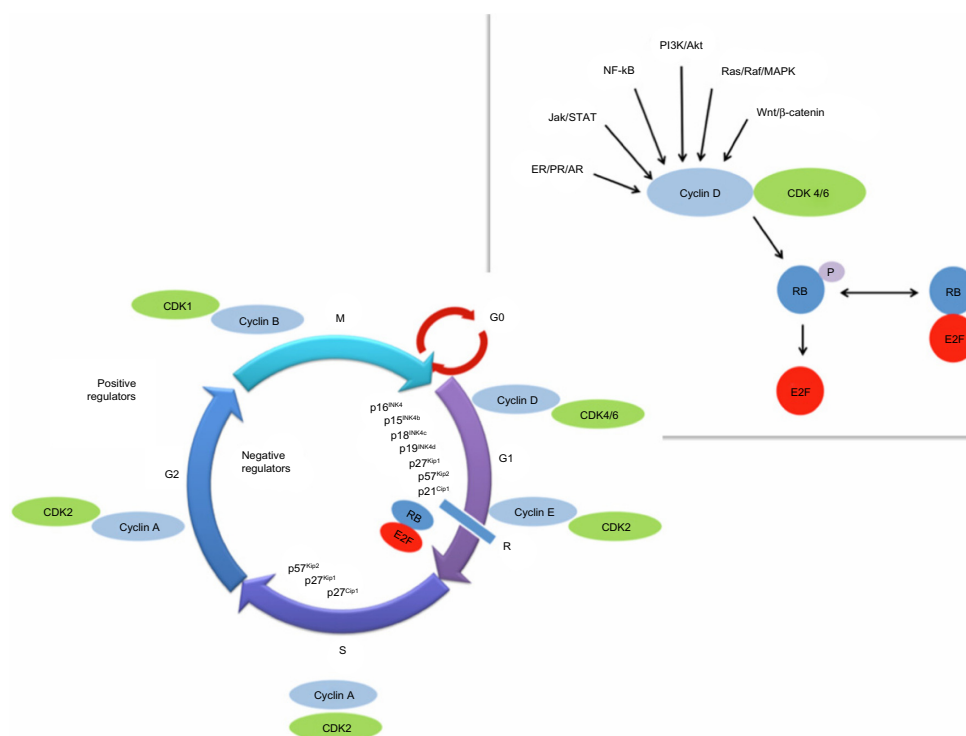 PI3K/Akt
NF-kB
Ras/Raf/MAPK
Jak/STAT
Wnt/β-catenin
ER/PR/AR
Cyclin D
CDK 4/6
P
RB
RB
E2F
E2F
CDK1
Cyclin B
M
G0
Positive
regulators
Cyclin D
CDK4/6
p16INK4
p15INK4b
p18INK4c
p19INK4d
p27Kip1
p57Kip2
p21Cip1
G1
Negative
regulators
G2
CDK2
Cyclin A
RB
E2F
Cyclin E
CDK2
R
p57Kip2
p27Kip1
p27Cip1
S
Cyclin A
CDK2